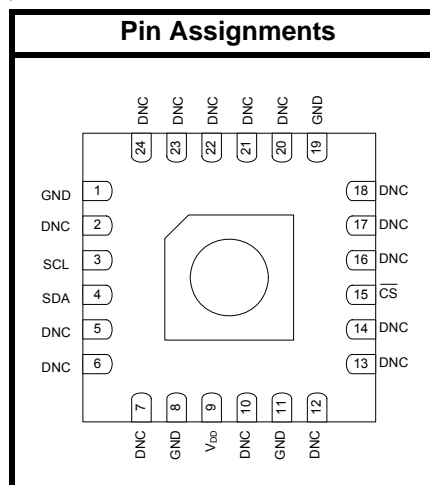 Pin Assignments
DNC DNC DNC DNC DNC GND
24 23 22 21 20 19
GND 1 18 DNC
DNC 2 17 DNC
SCL 3 16 DNC
SDA 4 15 CS
DNC 5 14 DNC
DNC 6 13 DNC
7 8 9 10 11 12
DNC GND VDD DNC GND DNC